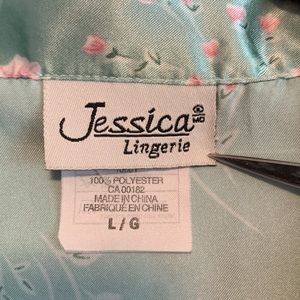 Jessica®
Lingerie
100% POLYESTER
CA 00182
MADE IN CHINA
FABRIQUÉ EN CHINE
L / G